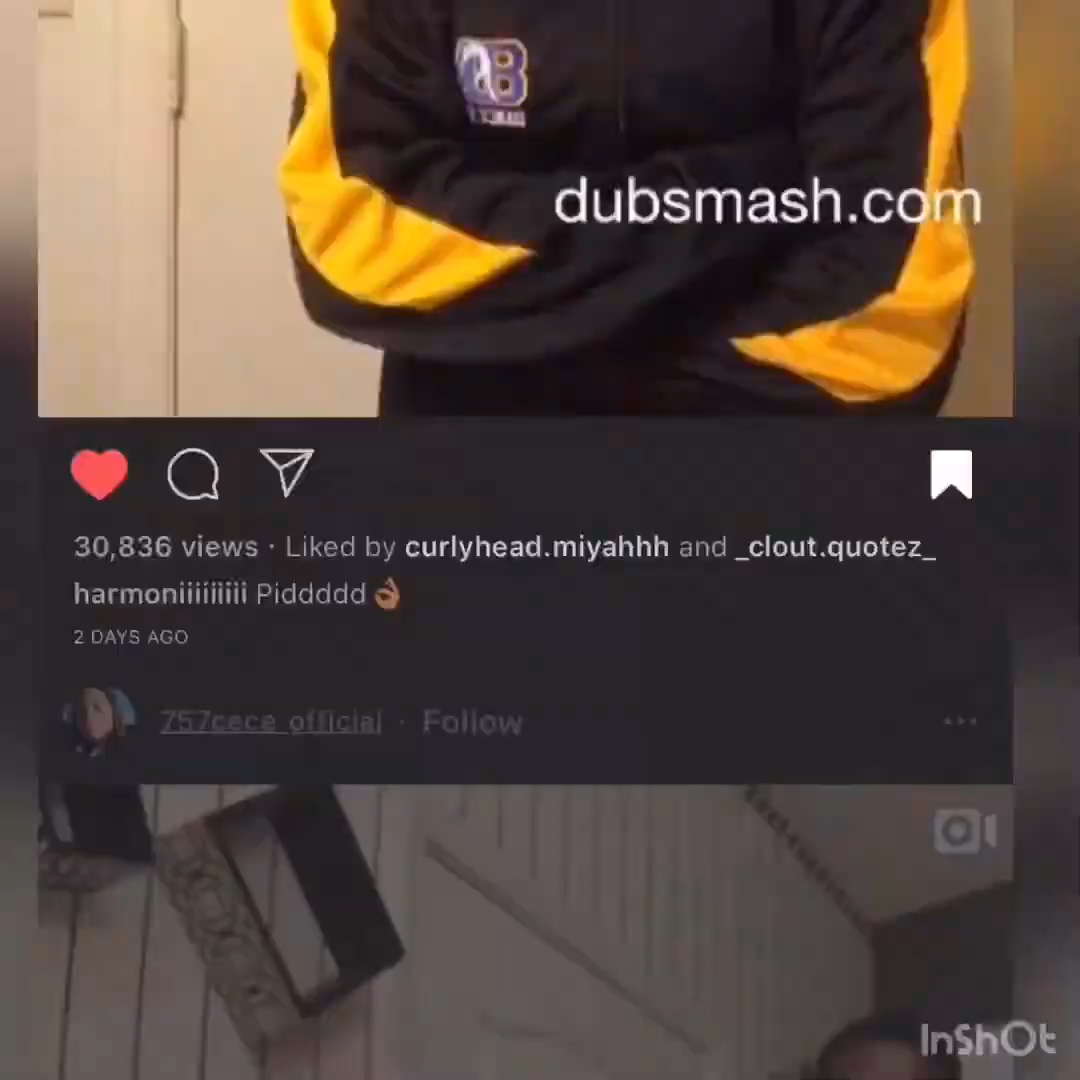 B
dubsmash.com
30,836 views · Liked by curlyhead.miyahhh and _clout.quotez_
harmoniiiiiiiii Piddddd👌🏽
2 DAYS AGO
757cece_official · Follow
InShOt